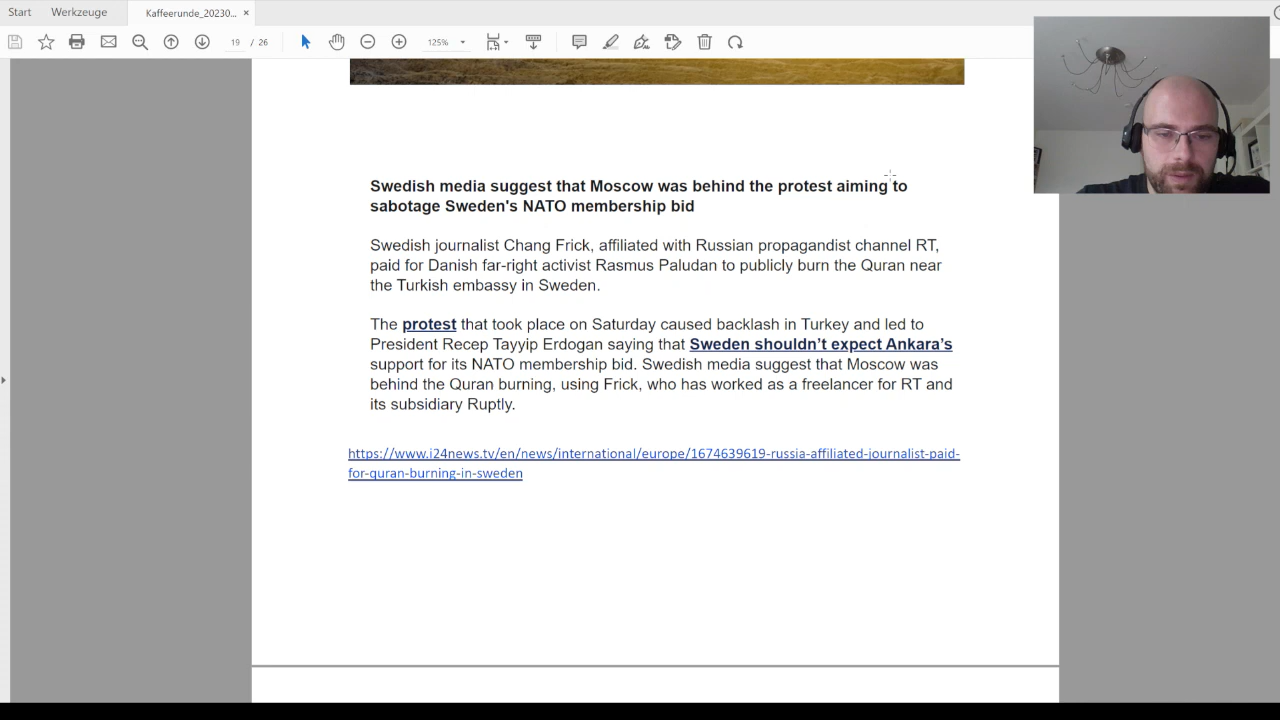 Start Werkzeuge Kaffeerunde_20230... ×
19 / 26 125%
Swedish media suggest that Moscow was behind the protest aiming to
sabotage Sweden's NATO membership bid
Swedish journalist Chang Frick, affiliated with Russian propagandist channel RT,
paid for Danish far-right activist Rasmus Paludan to publicly burn the Quran near
the Turkish embassy in Sweden.
The protest that took place on Saturday caused backlash in Turkey and led to
President Recep Tayyip Erdogan saying that Sweden shouldn’t expect Ankara’s
support for its NATO membership bid. Swedish media suggest that Moscow was
behind the Quran burning, using Frick, who has worked as a freelancer for RT and
its subsidiary Ruptly.
https://www.i24news.tv/en/news/international/europe/1674639619-russia-affiliated-journalist-paid-
for-quran-burning-in-sweden